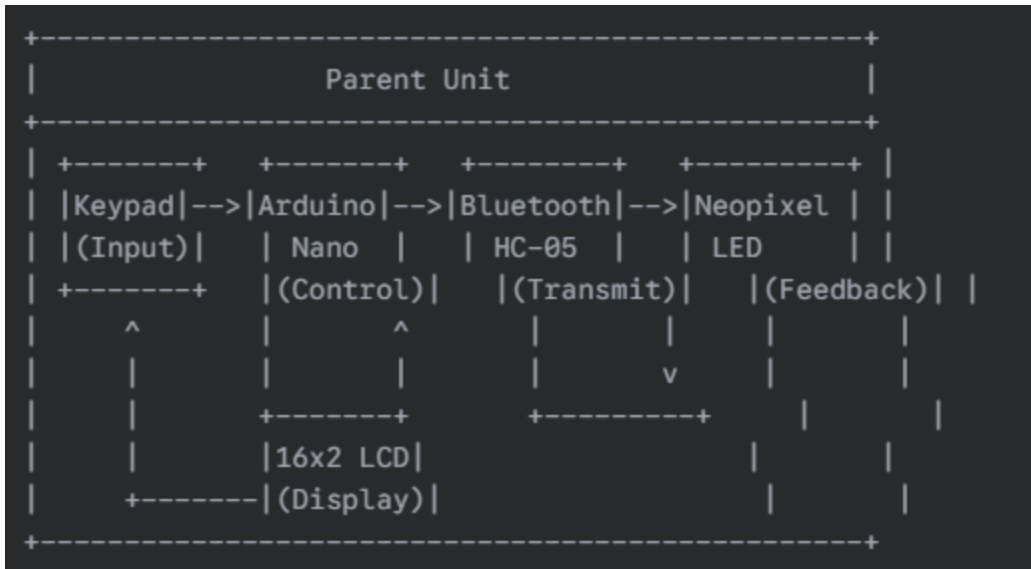 +-------------------------------------------------+
|                 Parent Unit                     |
+-------------------------------------------------+
| +-------+   +-------+   +--------+   +---------+ |
| |Keypad|-->|Arduino|-->|Bluetooth|-->|Neopixel | |
| |(Input)|   | Nano  |   | HC-05  |   | LED     | |
| +-------+   |(Control)|   |(Transmit)|   |(Feedback)| |
|     ^       |       ^       |       |     |       |
|     |       |       |       |       v     |       |
|     |       +-------+       +---------+     |       |
|     |       |16x2 LCD|                   |       |
|     +-------|(Display)|                   |       |
+-------------------------------------------------+